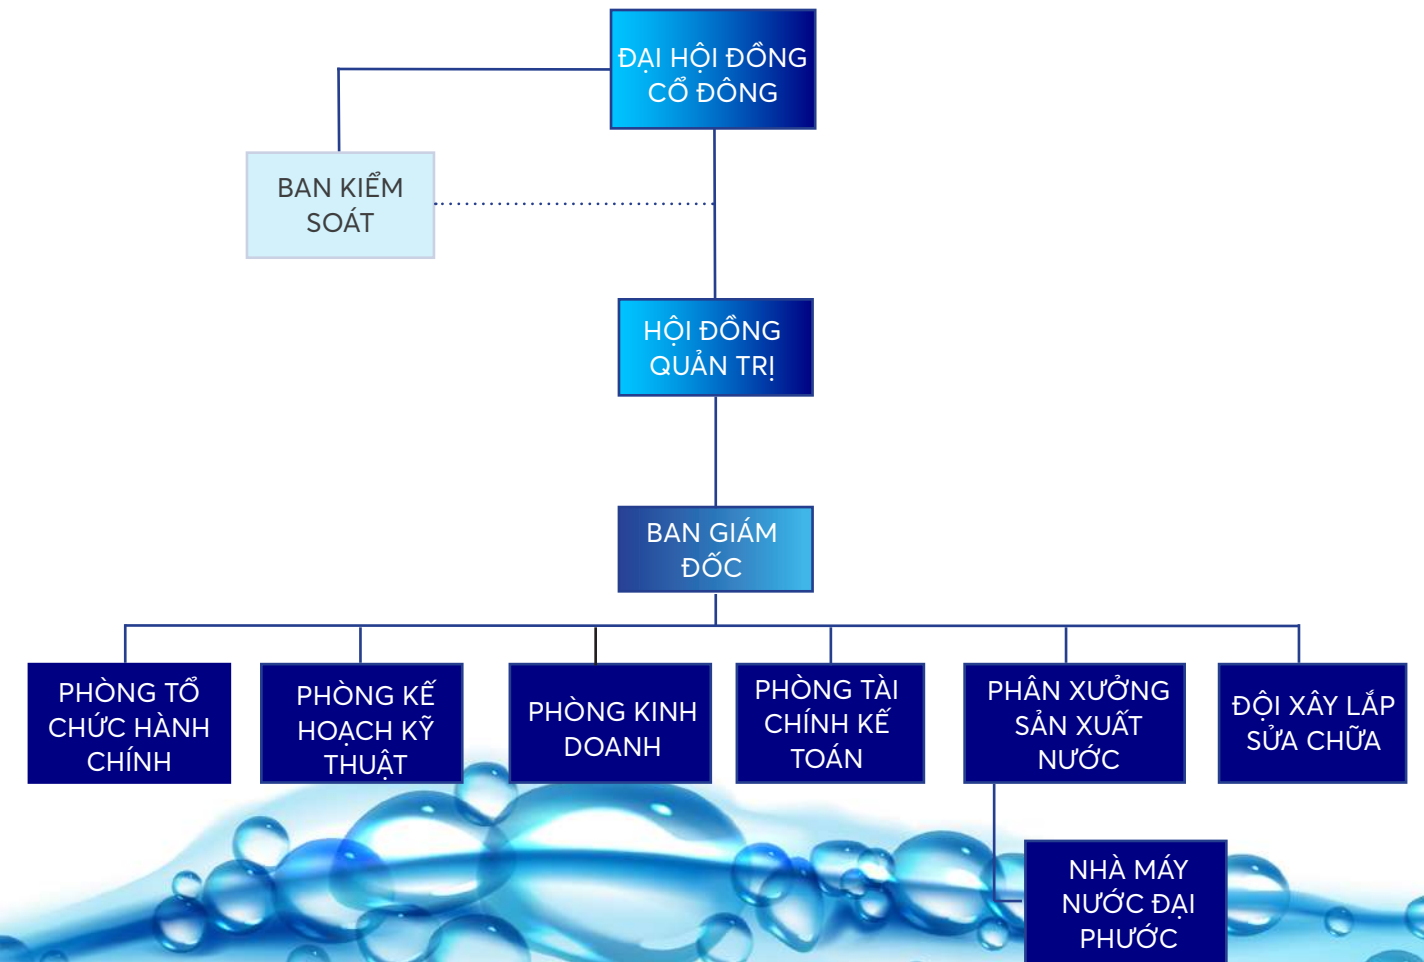 ĐẠI HỘI ĐỒNG
CỔ ĐÔNG
BAN KIỂM
SOÁT
HỘI ĐỒNG
QUẢN TRỊ
BAN GIÁM
ĐỐC
PHÒNG TỔ
CHỨC HÀNH
CHÍNH
PHÒNG KẾ
HOẠCH KỸ
THUẬT
PHÒNG KINH
DOANH
PHÒNG TÀI
CHÍNH KẾ
TOÁN
PHÂN XƯỞNG
SẢN XUẤT
NƯỚC
ĐỘI XÂY LẮP
SỬA CHỮA
NHÀ MÁY
NƯỚC ĐẠI
PHƯỚC